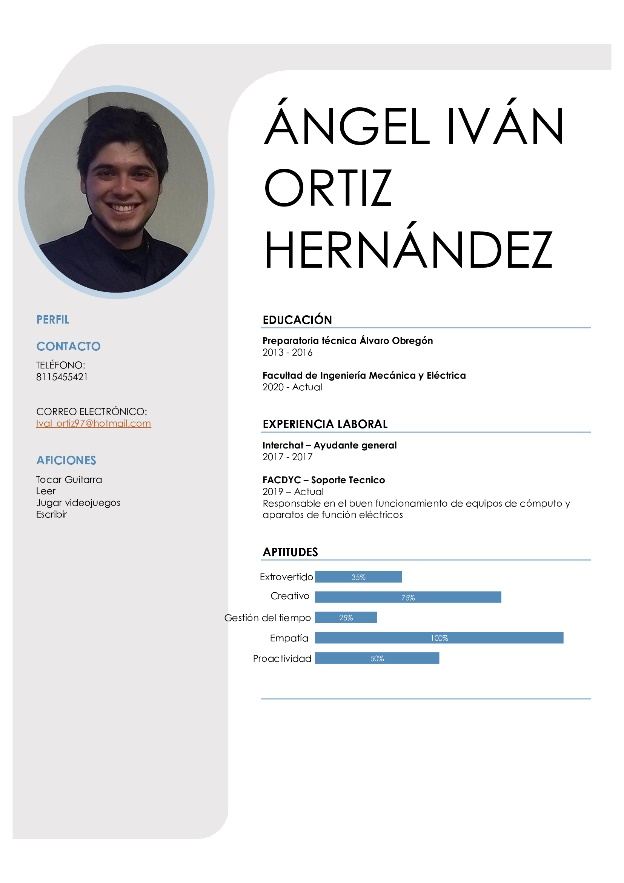 ÁNGEL IVÁN
ORTIZ
HERNÁNDEZ
PERFIL
CONTACTO
TELÉFONO:
8115455421
CORREO ELECTRÓNICO:
Ival_ortiz97@hotmail.com
AFICIONES
Tocar Guitarra
Leer
Jugar videojuegos
Escribir
EDUCACIÓN
Preparatoria técnica Álvaro Obregón
2013 - 2016
Facultad de Ingeniería Mecánica y Eléctrica
2020 - Actual
EXPERIENCIA LABORAL
Interchat – Ayudante general
2017 - 2017
FACDYC – Soporte Tecnico
2019 – Actual
Responsable en el buen funcionamiento de equipos de cómputo y
aparatos de función eléctricos
APTITUDES
Extrovertido 35%
Creativo 75%
Gestión del tiempo 25%
Empatía 100%
Proactividad 50%